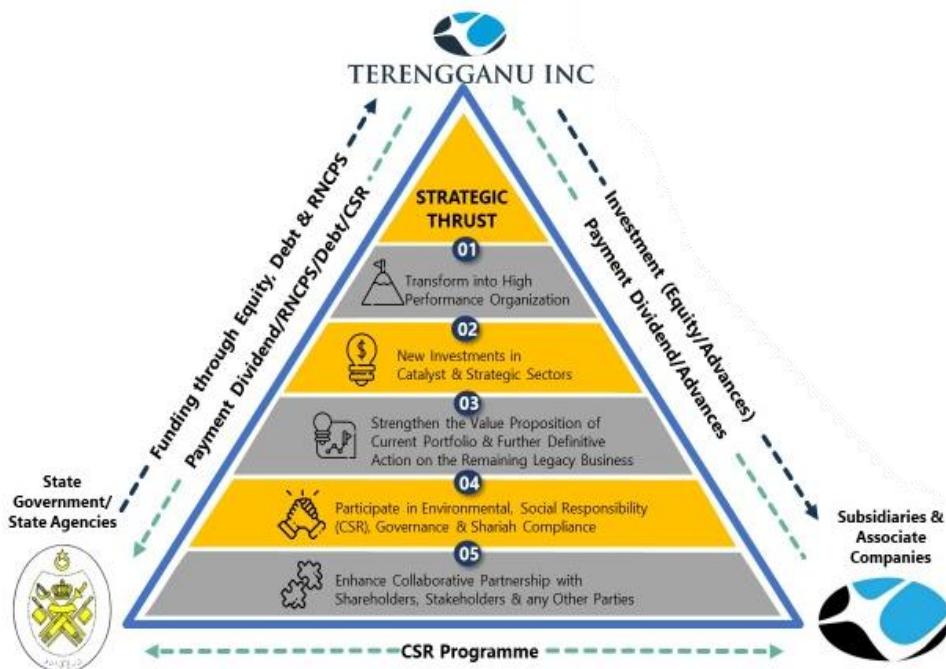 TERENGGANU INC
Funding through Equity, Debt & RNCPS
Payment Dividend/RNCPS/Debt/CSR
Investment (Equity/Advances)
Payment Dividend/Advances
STRATEGIC
THRUST
01
Transform into High
Performance Organization
02
New Investments in
Catalyst & Strategic Sectors
03
Strengthen the Value Proposition of
Current Portfolio & Further Definitive
Action on the Remaining Legacy Business
04
Participate in Environmental, Social Responsibility
(CSR), Governance & Shariah Compliance
05
Enhance Collaborative Partnership with
Shareholders, Stakeholders & any Other Parties
State
Government/
State Agencies
Subsidiaries &
Associate
Companies
CSR Programme